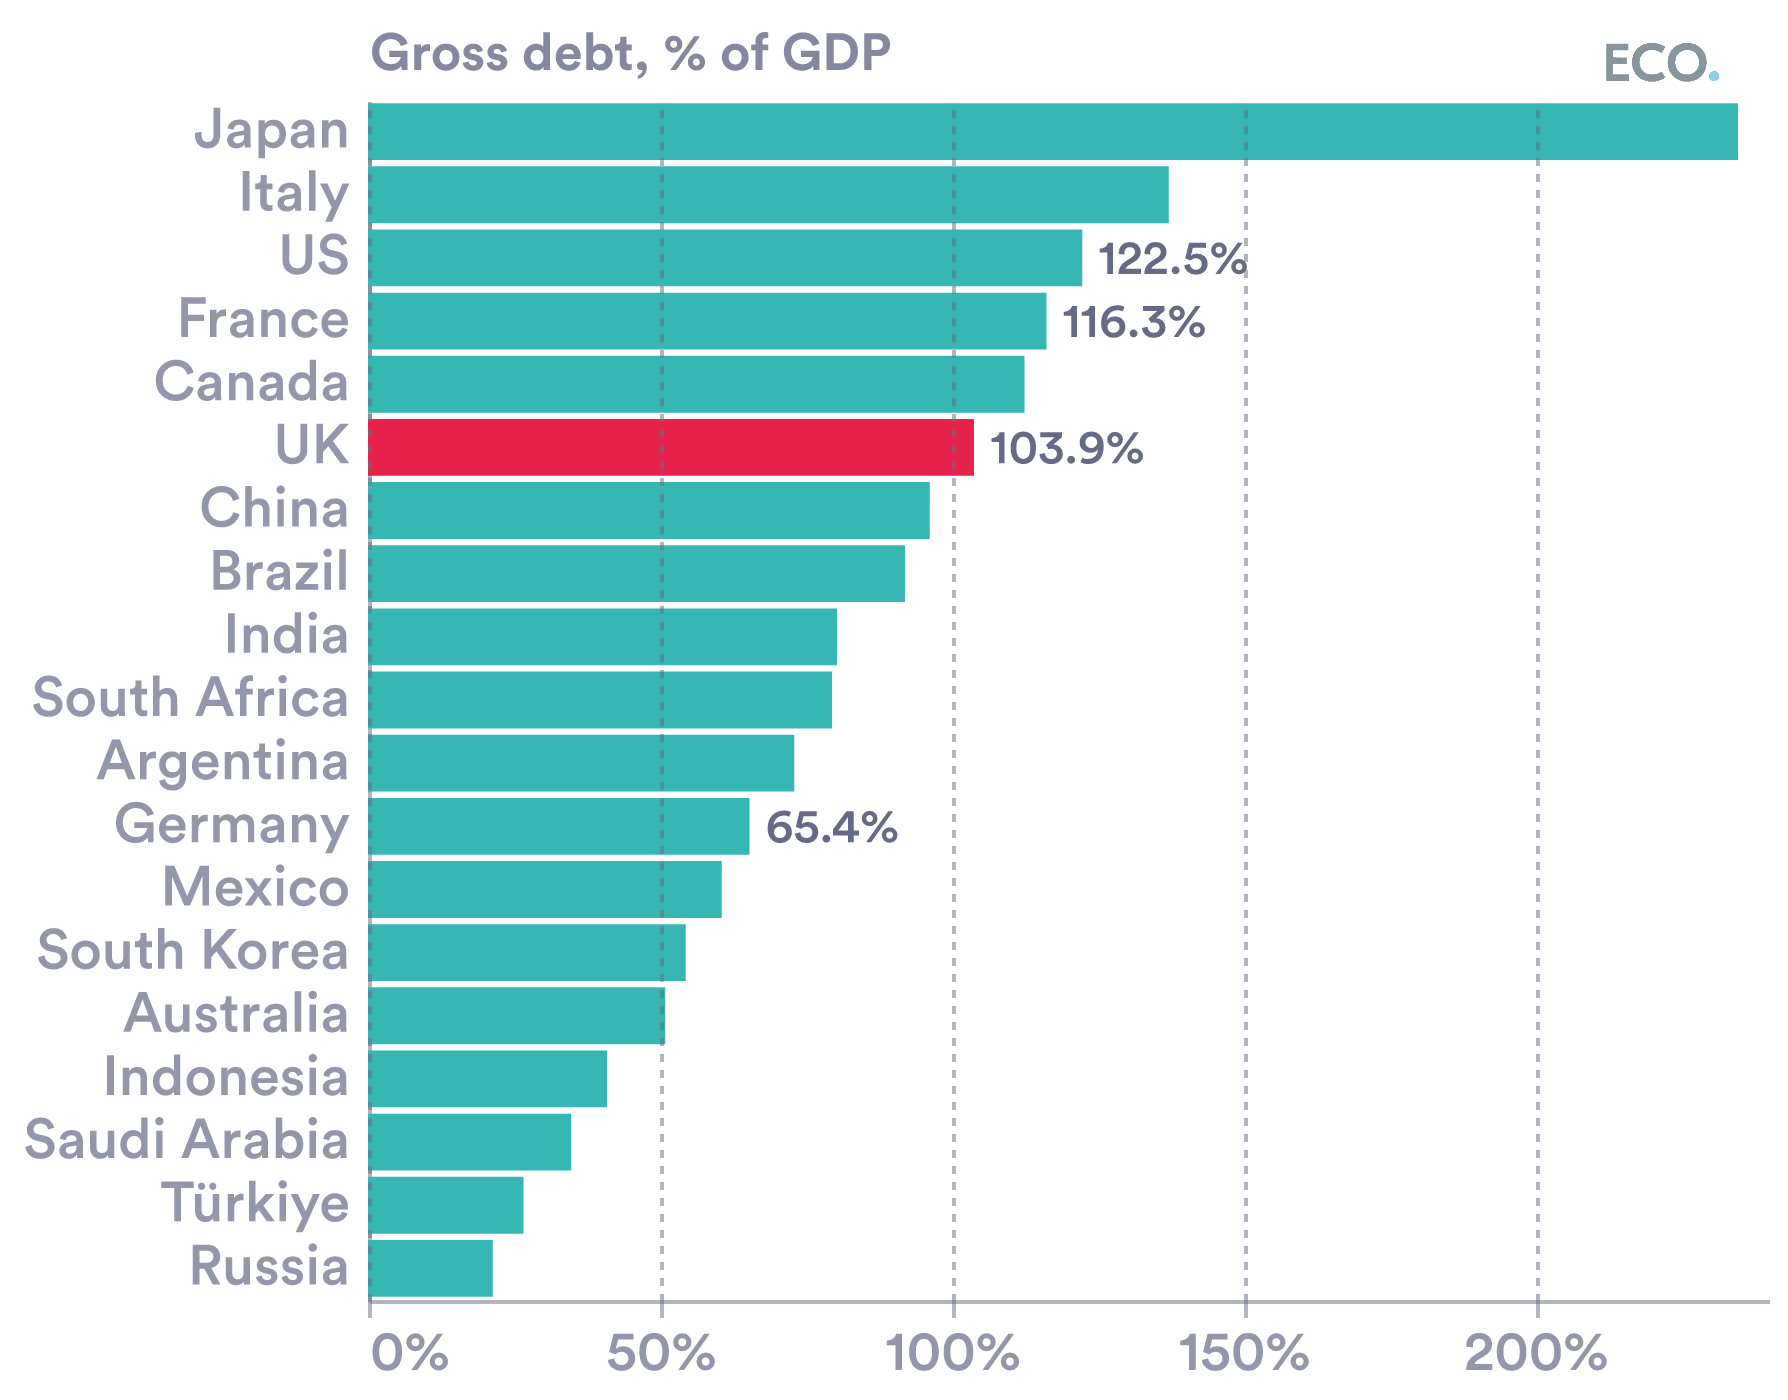 Gross debt, % of GDP
ECO.
Japan
Italy
US 122.5%
France 116.3%
Canada
UK 103.9%
China
Brazil
India
South Africa
Argentina
Germany 65.4%
Mexico
South Korea
Australia
Indonesia
Saudi Arabia
Türkiye
Russia
0% 50% 100% 150% 200%